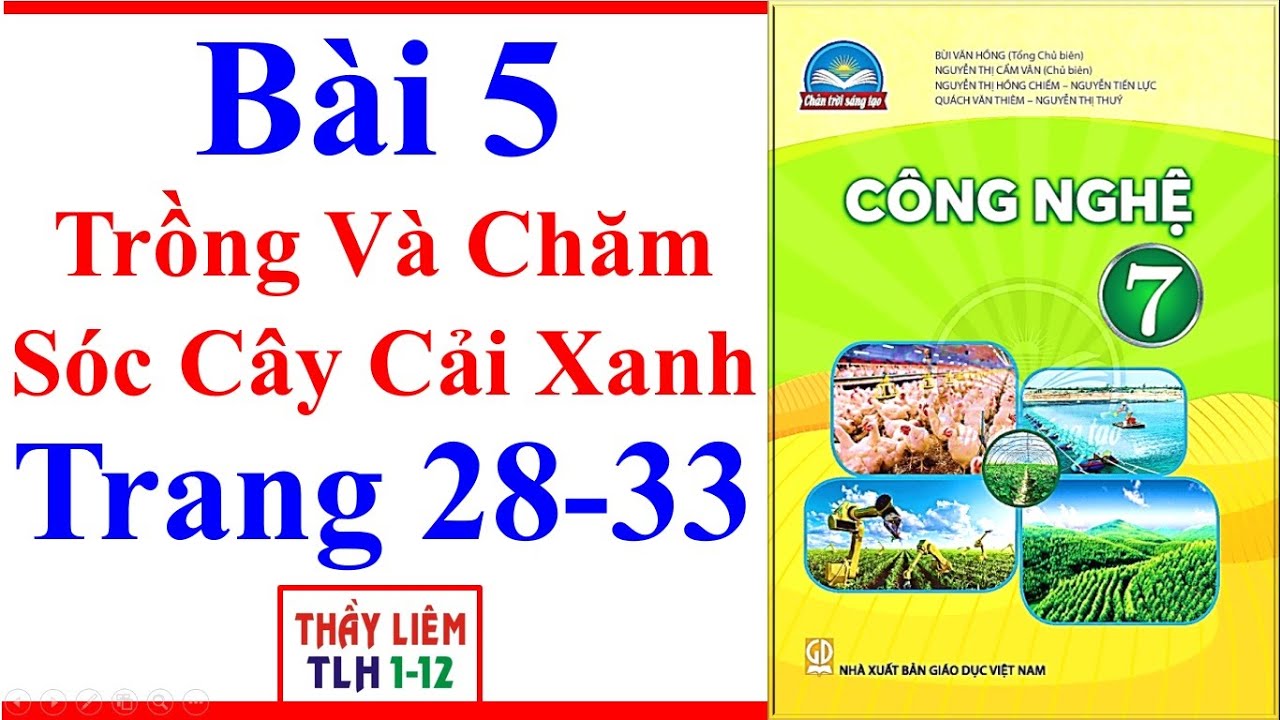 Bài 5
Trồng Và Chăm
Sóc Cây Cải Xanh
Trang 28-33
THẦY LIÊM
TLH 1-12
Chân trời sáng tạo
BÙI VĂN HỒNG (Tổng Chủ biên)
NGUYỄN THỊ CẨM VÂN (Chủ biên)
NGUYỄN THỊ HỒNG CHIẾM – NGUYỄN TIẾN LỰC
QUÁCH VĂN THIÊM – NGUYỄN THỊ THUÝ
CÔNG NGHỆ
7
GD
NHÀ XUẤT BẢN GIÁO DỤC VIỆT NAM